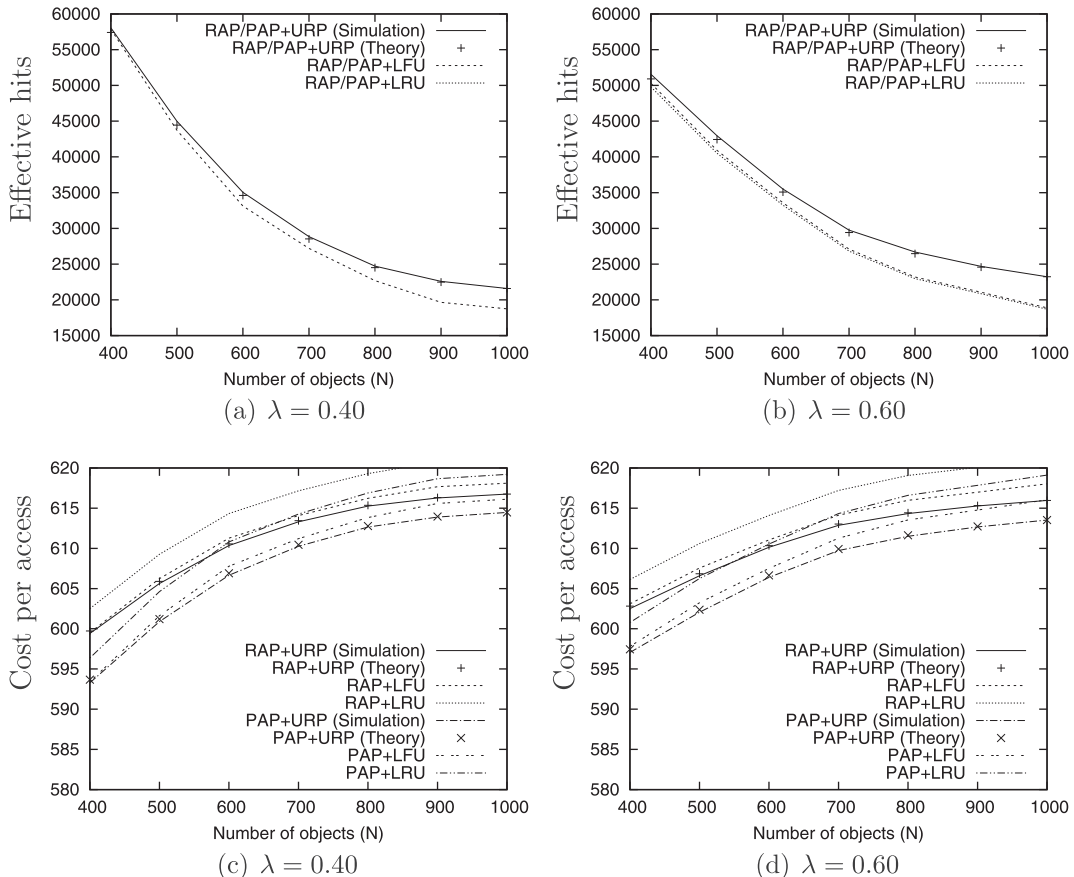 60000
55000
50000
45000
40000
35000
30000
25000
20000
15000
Effective hits
RAP/PAP+URP (Simulation)
RAP/PAP+URP (Theory)
RAP/PAP+LFU
RAP/PAP+LRU
400 500 600 700 800 900 1000
Number of objects (N)
(a) λ = 0.40
60000
55000
50000
45000
40000
35000
30000
25000
20000
15000
Effective hits
RAP/PAP+URP (Simulation)
RAP/PAP+URP (Theory)
RAP/PAP+LFU
RAP/PAP+LRU
400 500 600 700 800 900 1000
Number of objects (N)
(b) λ = 0.60
620
615
610
605
600
595
590
585
580
Cost per access
RAP+URP (Simulation)
RAP+URP (Theory)
RAP+LFU
RAP+LRU
PAP+URP (Simulation)
PAP+URP (Theory)
PAP+LFU
PAP+LRU
400 500 600 700 800 900 1000
Number of objects (N)
(c) λ = 0.40
620
615
610
605
600
595
590
585
580
Cost per access
RAP+URP (Simulation)
RAP+URP (Theory)
RAP+LFU
RAP+LRU
PAP+URP (Simulation)
PAP+URP (Theory)
PAP+LFU
PAP+LRU
400 500 600 700 800 900 1000
Number of objects (N)
(d) λ = 0.60